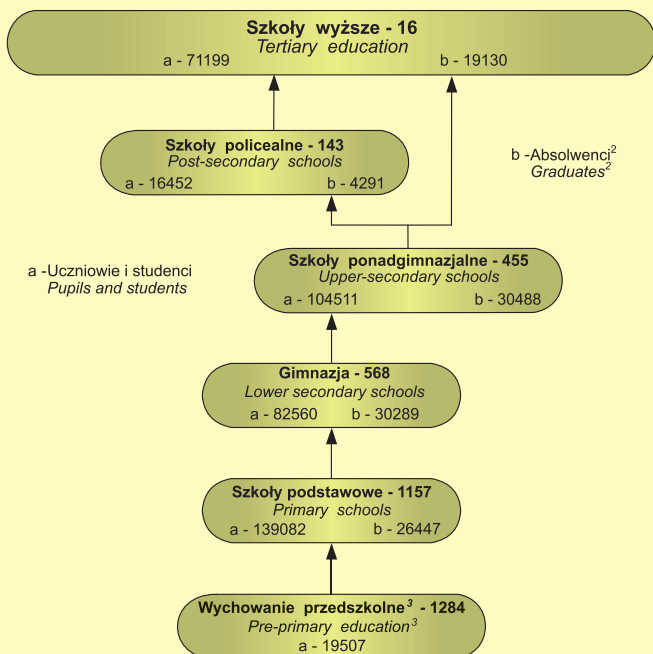 Szkoły wyższe - 16
Tertiary education
a - 71199 b - 19130
Szkoły policealne - 143
Post-secondary schools
a - 16452 b - 4291
b -Absolwenci²
Graduates²
Szkoły ponadgimnazjalne - 455
Upper-secondary schools
a - 104511 b - 30488
a -Uczniowie i studenci
Pupils and students
Gimnazja - 568
Lower secondary schools
a - 82560 b - 30289
Szkoły podstawowe - 1157
Primary schools
a - 139082 b - 26447
Wychowanie przedszkolne³ - 1284
Pre-primary education³
a - 19507